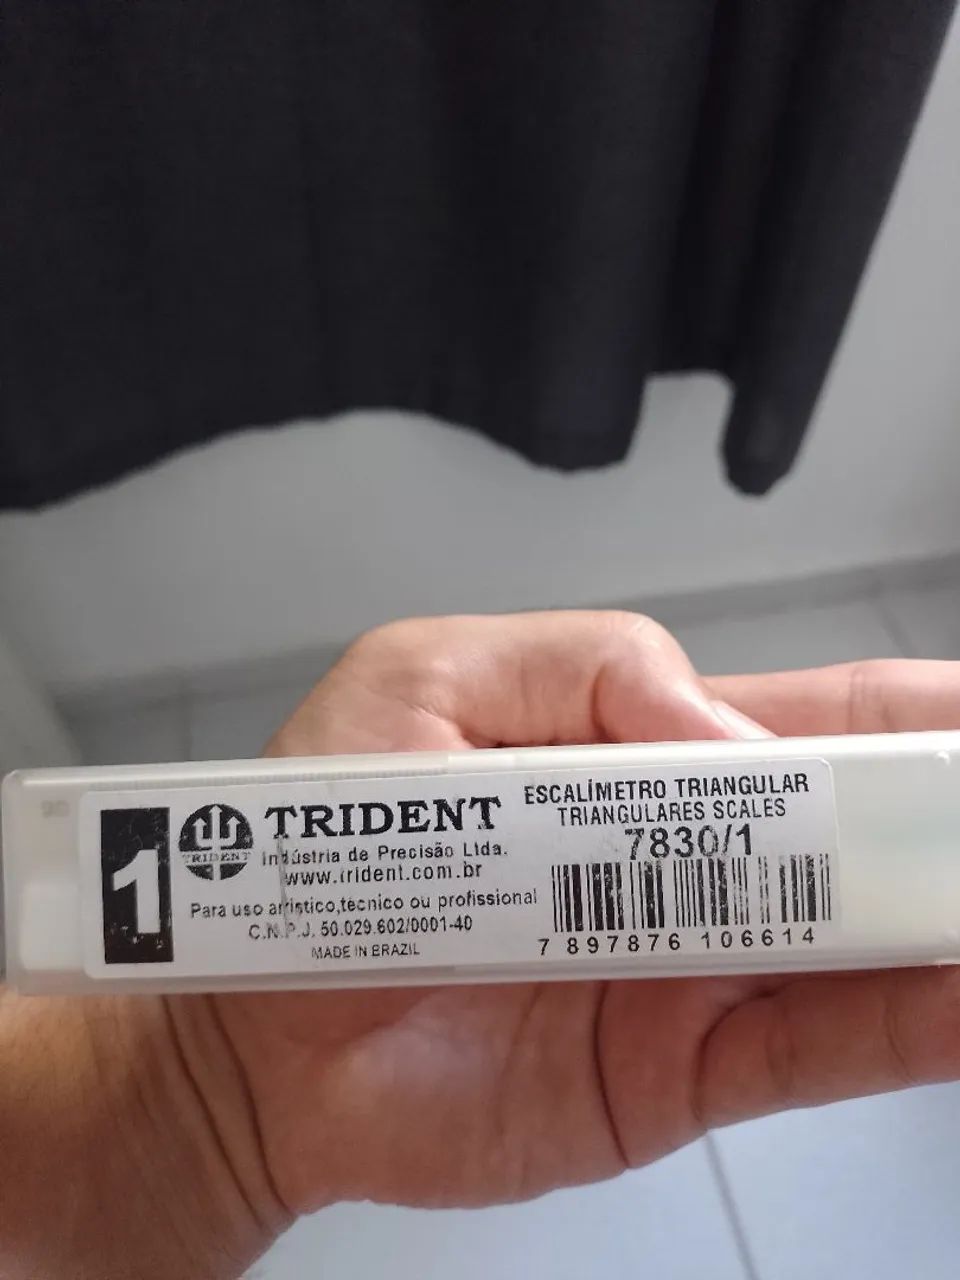 1
TRIDENT
TRIDENT
Indústria de Precisão Ltda.
www.trident.com.br
Para uso artístico,técnico ou profissional
C.N.P.J. 50.029.602/0001-40
MADE IN BRAZIL
ESCALÍMETRO TRIANGULAR
TRIANGULARES SCALES
7830/1
7 897876 106614